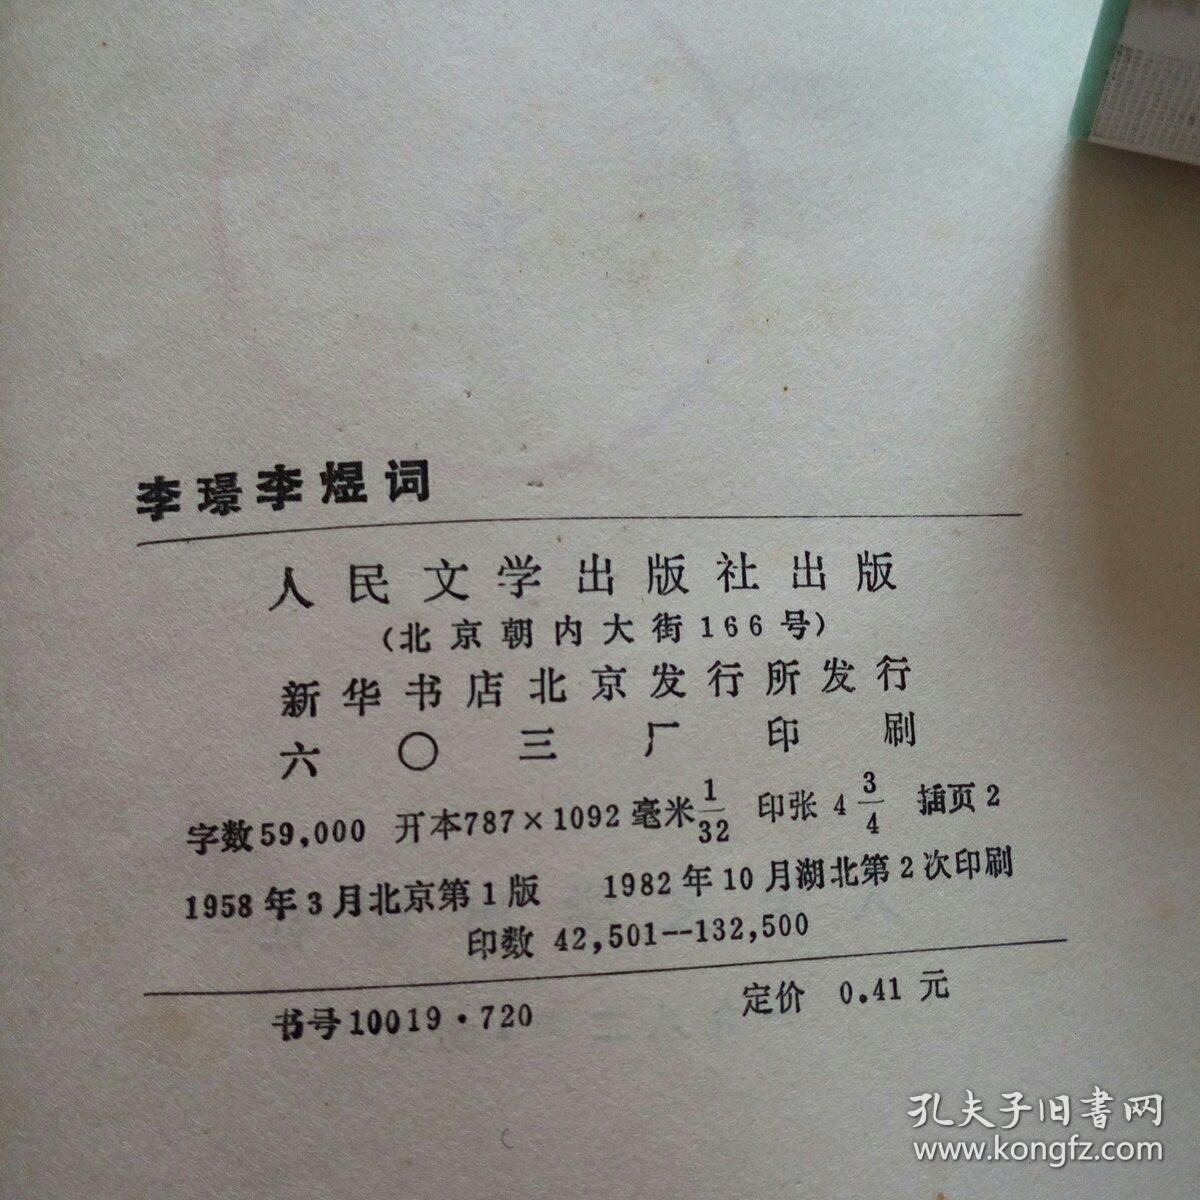 李璟李煜词
人民文学出版社出版
(北京朝内大街166号)
新华书店北京发行所发行
六〇三厂印刷
字数59,000 开本787×1092毫米1/32 印张4 3/4 插页2
1958年3月北京第1版 1982年10月湖北第2次印刷
印数 42,501--132,500
书号10019·720 定价 0.41元
孔夫子旧書网
www.kongfz.com